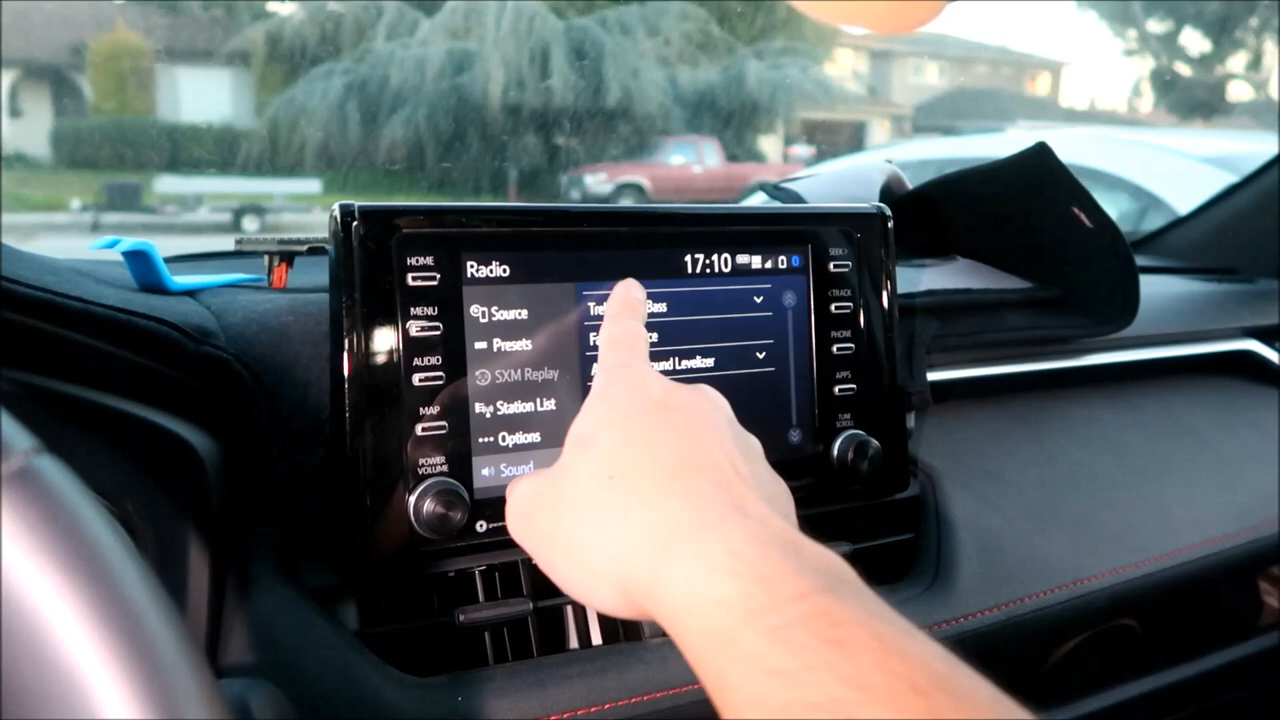 HOME
MENU
AUDIO
MAP
POWER
VOLUME
Radio
17:10
Source
Presets
SXM Replay
Station List
Options
Sound
Bass
ound Levelizer
SEEK>
<TRACK
PHONE
APPS
TUNE
SCROLL